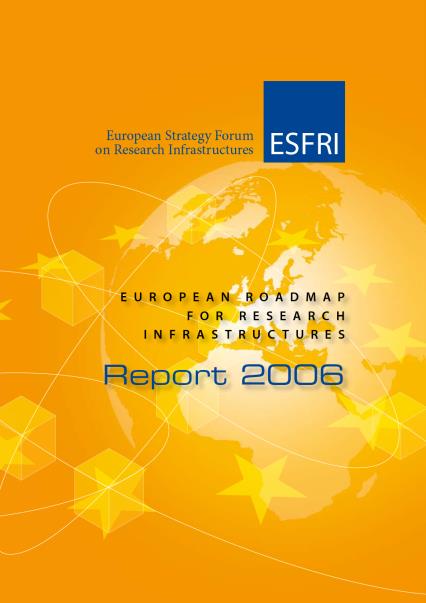 European Strategy Forum
on Research Infrastructures
ESFRI
EUROPEAN ROADMAP
FOR RESEARCH
INFRASTRUCTURES
Report 2006